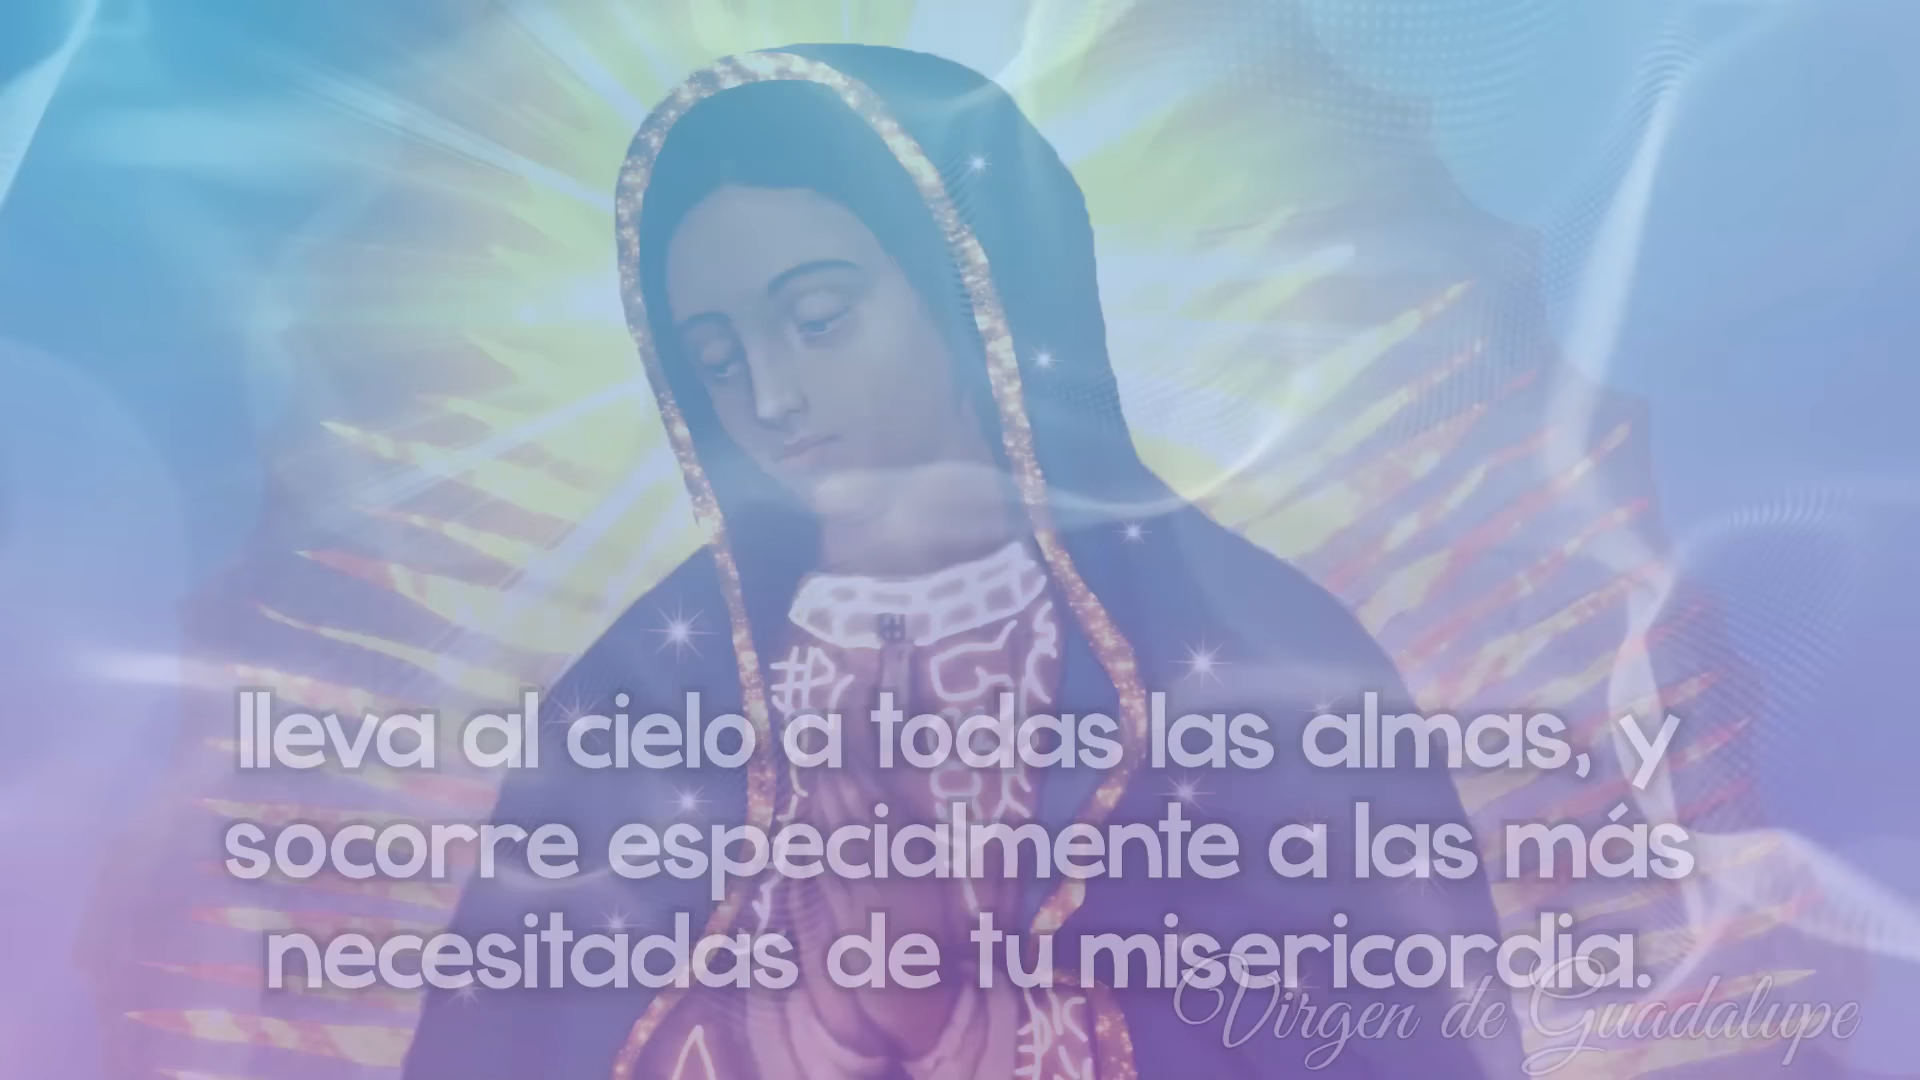 lleva al cielo a todas las almas, y
socorre especialmente a las más
necesitadas de tu misericordia.
Virgen de Guadalupe